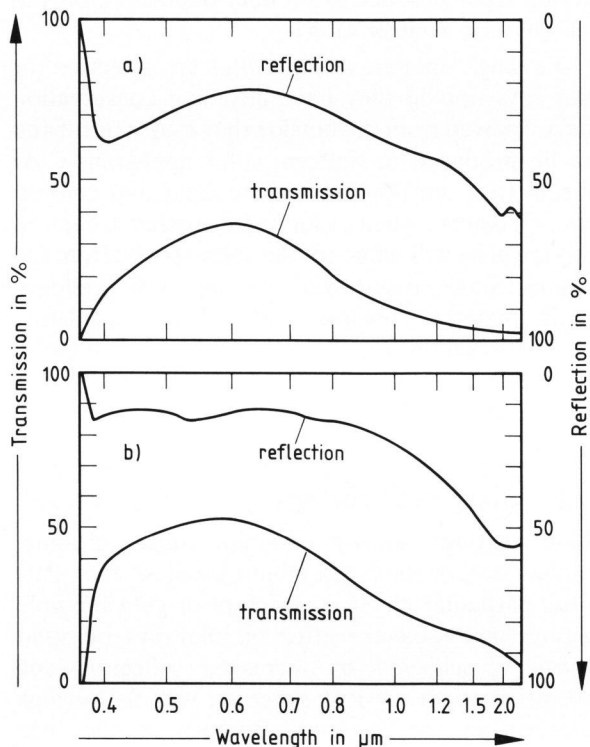 Transmission in %
100
50
0
a)
reflection
transmission
0
50
100
100
50
0
b)
reflection
transmission
0
50
100
Reflection in %
0.4 0.5 0.6 0.7 0.8 1.0 1.2 1.5 2.0
Wavelength in µm